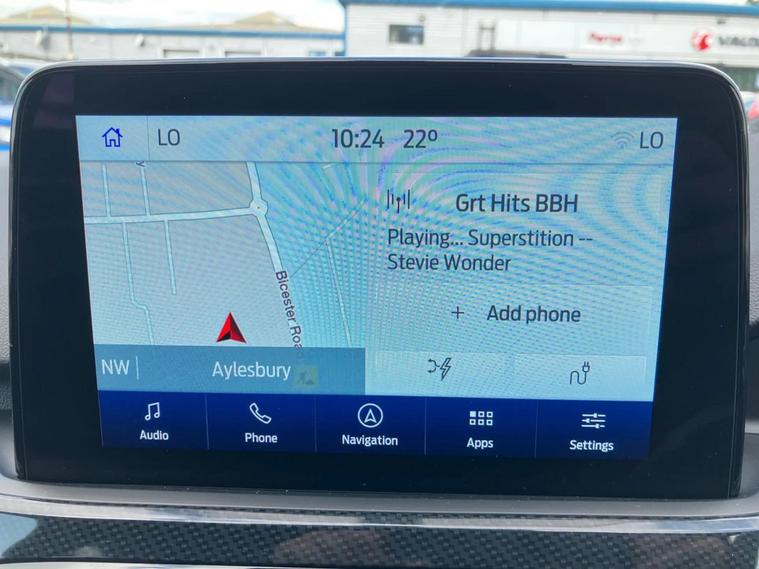 LO 10:24 22° LO
Grt Hits BBH
Playing... Superstition --
Stevie Wonder
+ Add phone
Bicester Roa
NW Aylesbury
Audio Phone Navigation Apps Settings